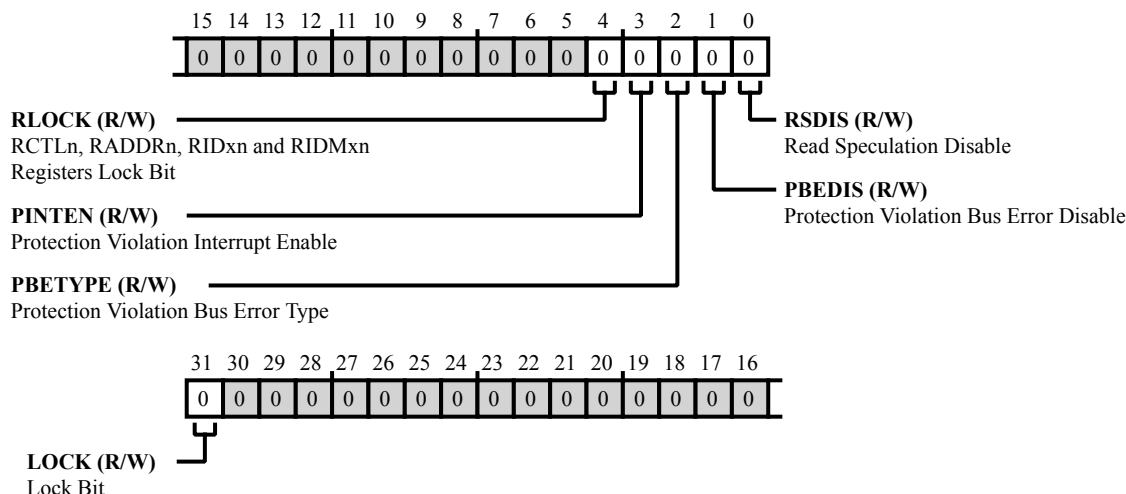 15 14 13 12 11 10 9 8 7 6 5 4 3 2 1 0
0 0 0 0 0 0 0 0 0 0 0 0 0 0 0 0
RLOCK (R/W)
RCTLn, RADDRn, RIDxn and RIDMxn
Registers Lock Bit
RSDIS (R/W)
Read Speculation Disable
PINTEN (R/W)
Protection Violation Interrupt Enable
PBEDIS (R/W)
Protection Violation Bus Error Disable
PBETYPE (R/W)
Protection Violation Bus Error Type
31 30 29 28 27 26 25 24 23 22 21 20 19 18 17 16
0 0 0 0 0 0 0 0 0 0 0 0 0 0 0 0
LOCK (R/W)
Lock Bit